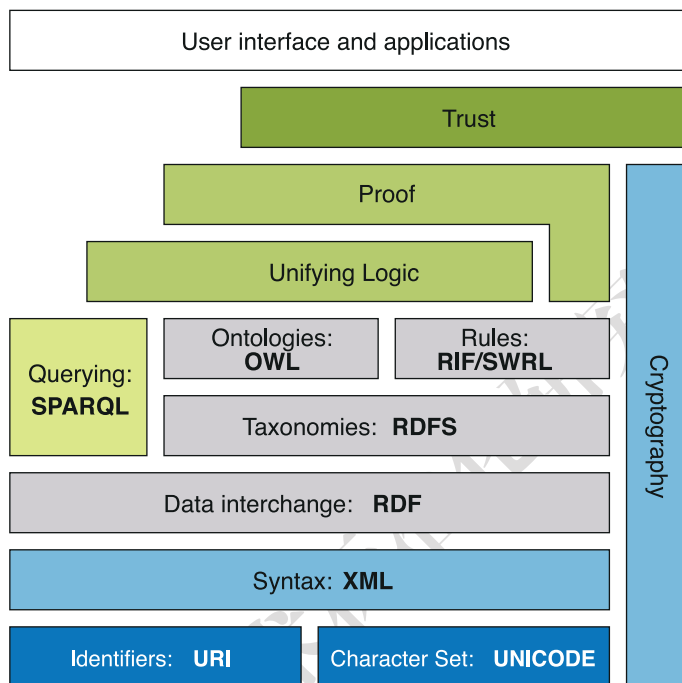 User interface and applications
Trust
Proof
Unifying Logic
Querying:
SPARQL
Ontologies:
OWL
Rules:
RIF/SWRL
Taxonomies: RDFS
Cryptography
Data interchange: RDF
Syntax: XML
Identifiers: URI
Character Set: UNICODE